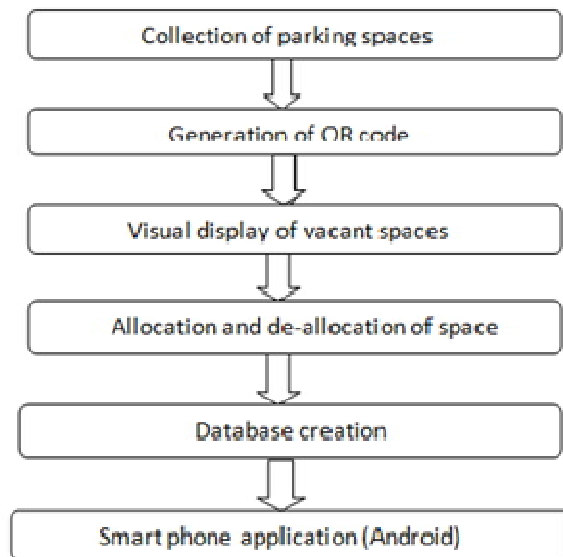 Collection of parking spaces
Generation of QR code
Visual display of vacant spaces
Allocation and de-allocation of space
Database creation
Smart phone application (Android)